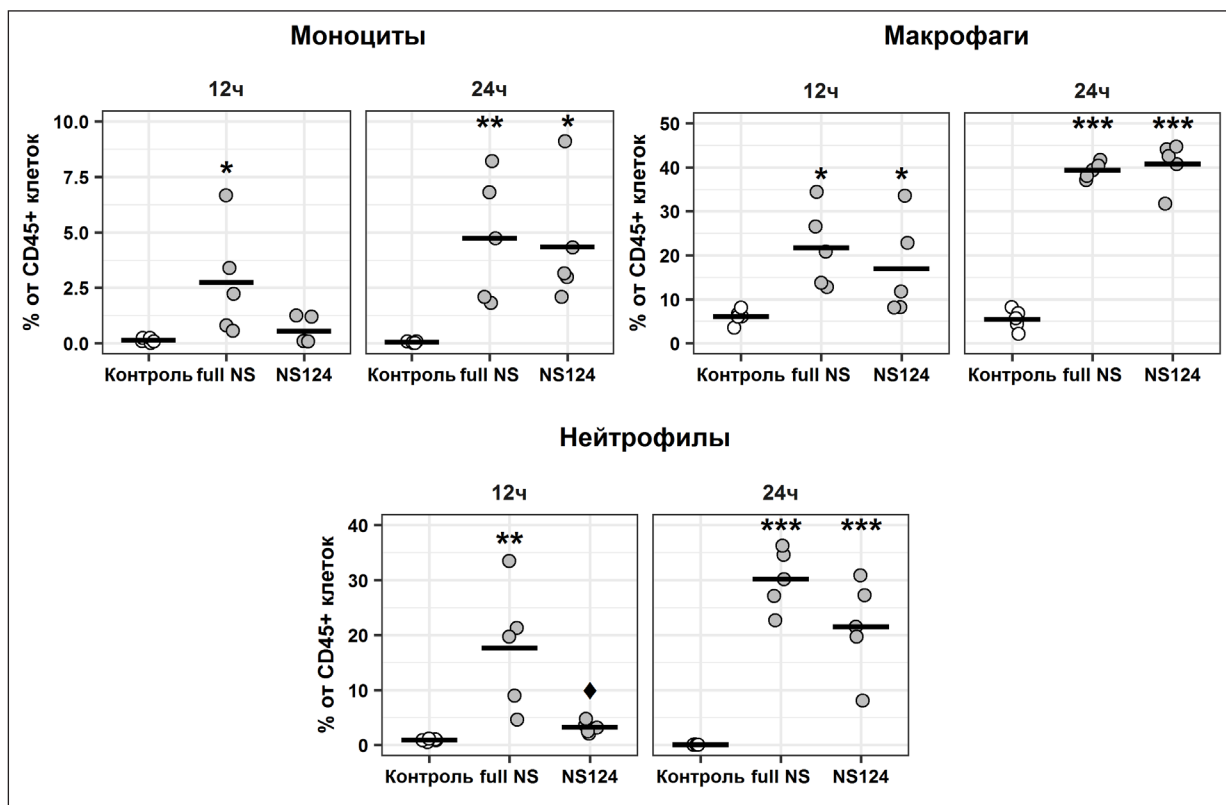 Моноциты
12ч 24ч
% от CD45+ клеток
10.0
7.5
5.0
2.5
0.0
* ** *
Контроль full NS NS124 Контроль full NS NS124
Макрофаги
12ч 24ч
% от CD45+ клеток
50
40
30
20
10
0
* * *** ***
Контроль full NS NS124 Контроль full NS NS124
Нейтрофилы
12ч 24ч
% от CD45+ клеток
40
30
20
10
0
** *** ***
Контроль full NS NS124 Контроль full NS NS124